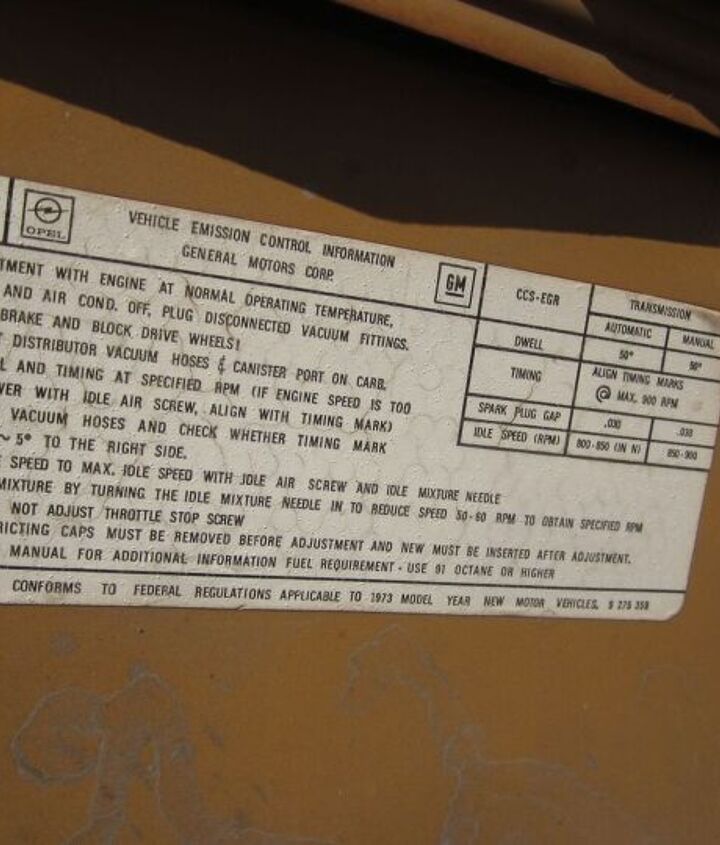 OPEL
VEHICLE EMISSION CONTROL INFORMATION
GENERAL MOTORS CORP.
GM
TMENT WITH ENGINE AT NORMAL OPERATING TEMPERATURE,
AND AIR COND. OFF, PLUG DISCONNECTED VACUUM FITTINGS.
BRAKE AND BLOCK DRIVE WHEELS!
DISTRIBUTOR VACUUM HOSES & CANISTER PORT ON CARB.
L AND TIMING AT SPECIFIED RPM (IF ENGINE SPEED IS TOO
WER WITH IDLE AIR SCREW, ALIGN WITH TIMING MARK)
VACUUM HOSES AND CHECK WHETHER TIMING MARK
~ 5° TO THE RIGHT SIDE.
SPEED TO MAX. IDLE SPEED WITH IDLE AIR SCREW AND IDLE MIXTURE NEEDLE
MIXTURE BY TURNING THE IDLE MIXTURE NEEDLE IN TO REDUCE SPEED 50-60 RPM TO OBTAIN SPECIFIED RPM
NOT ADJUST THROTTLE STOP SCREW
RICTING CAPS MUST BE REMOVED BEFORE ADJUSTMENT AND NEW MUST BE INSERTED AFTER ADJUSTMENT.
MANUAL FOR ADDITIONAL INFORMATION FUEL REQUIREMENT - USE 91 OCTANE OR HIGHER
CONFORMS TO FEDERAL REGULATIONS APPLICABLE TO 1973 MODEL YEAR NEW MOTOR VEHICLES.
CCS-EGR TRANSMISSION
AUTOMATIC MANUAL
DWELL 50° 50°
TIMING ALIGN TIMING MARKS
@ MAX. 900 RPM
SPARK PLUG GAP .030 .030
IDLE SPEED (RPM) 800-850 (IN N) 850-900